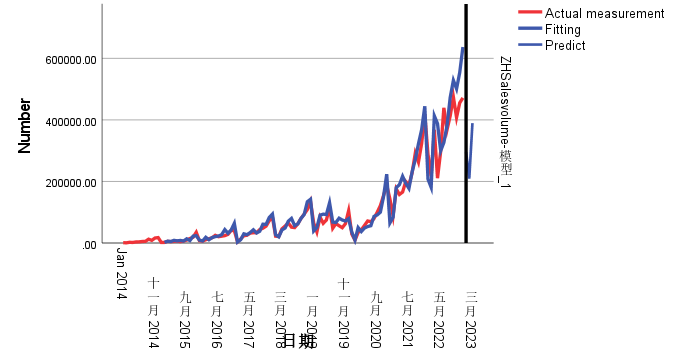 Actual measurement
Fitting
Predict
Number
600000.00
400000.00
200000.00
.00
ZHSalesvolume-模型_1
Jan 2014
十一月 2014
九月 2015
七月 2016
五月 2017
三月 2018
一月 2019
十一月 2019
九月 2020
七月 2021
五月 2022
三月 2023
日期